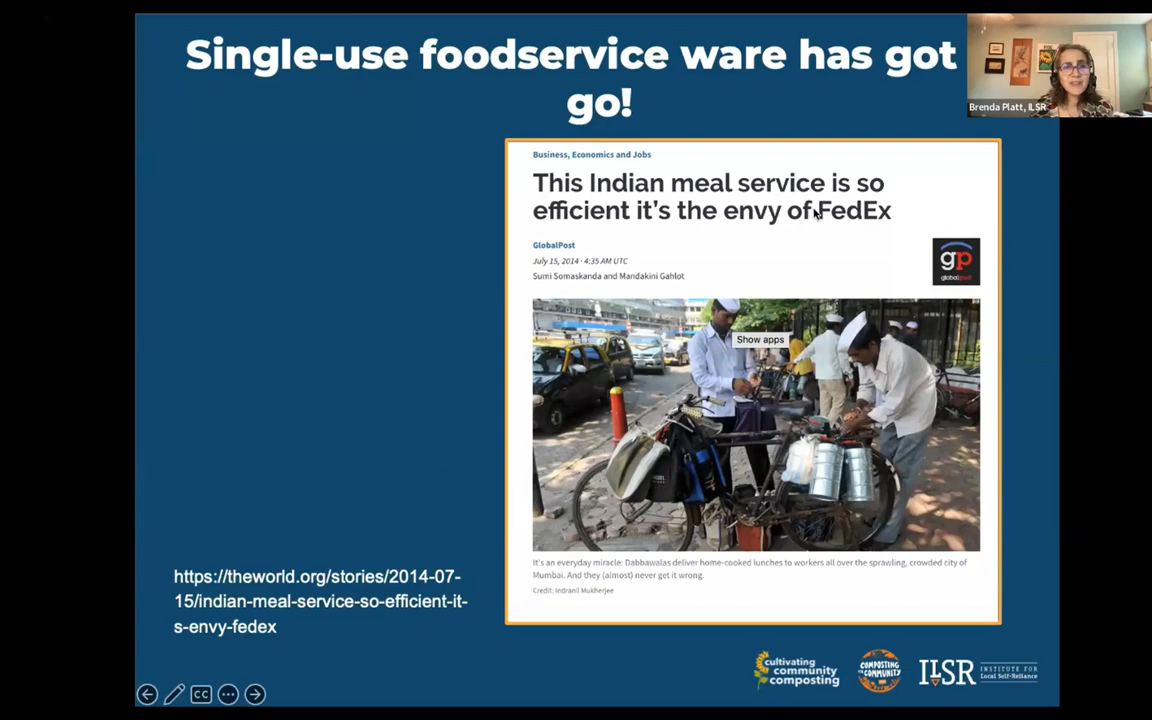 Single-use foodservice ware has got
go!
Brenda Platt, ILSR
Business, Economics and Jobs
This Indian meal service is so
efficient it's the envy of FedEx
GlobalPost
July 15, 2014 · 4:35 AM UTC
Sumi Somaskanda and Mandakini Gahlot
gp
globalpost
Show apps
It's an everyday miracle: Dabbawalas deliver home-cooked lunches to workers all over the sprawling, crowded city of
Mumbai. And they (almost) never get it wrong.
Credit: Indranil Mukherjee
https://theworld.org/stories/2014-07-
15/indian-meal-service-so-efficient-it-
s-envy-fedex
CC
cultivating
community
composting
COMPOSTING
COMMUNITY
ILSR
INSTITUTE FOR
Local Self-Reliance